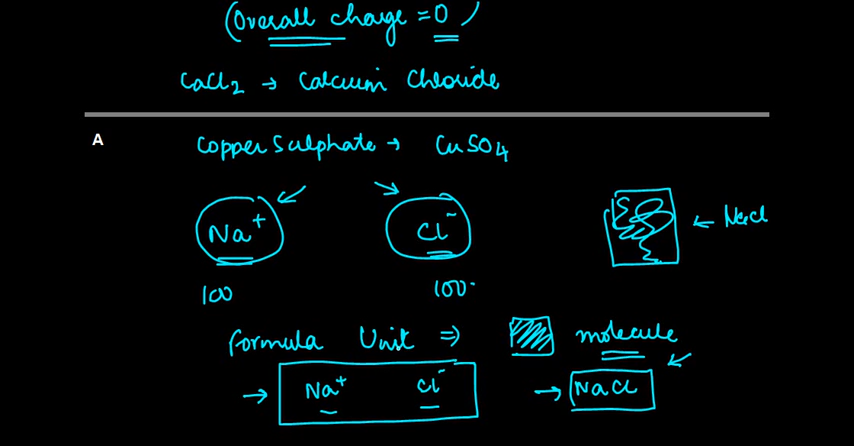 (Overall charge = 0)
CaCl2 → Calcium Chloride
A
Copper Sulphate → CuSO4
Na+ Cl- ← NaCl
100 100
Formula Unit ⇒ molecule
→ Na+ Cl- → NaCl